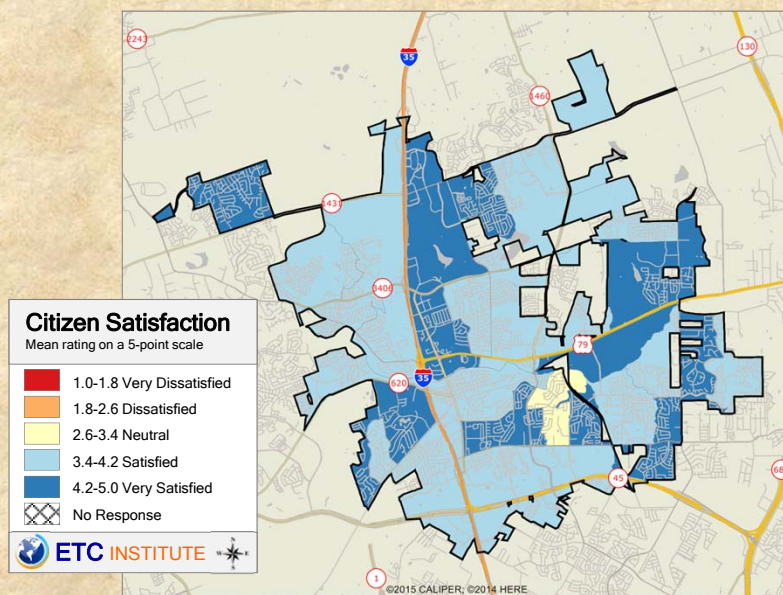 2243
35
130
1460
1431
3406
79
620
35
45
1
Citizen Satisfaction
Mean rating on a 5-point scale
1.0-1.8 Very Dissatisfied
1.8-2.6 Dissatisfied
2.6-3.4 Neutral
3.4-4.2 Satisfied
4.2-5.0 Very Satisfied
No Response
ETC INSTITUTE
N
W E
S
©2015 CALIPER; ©2014 HERE